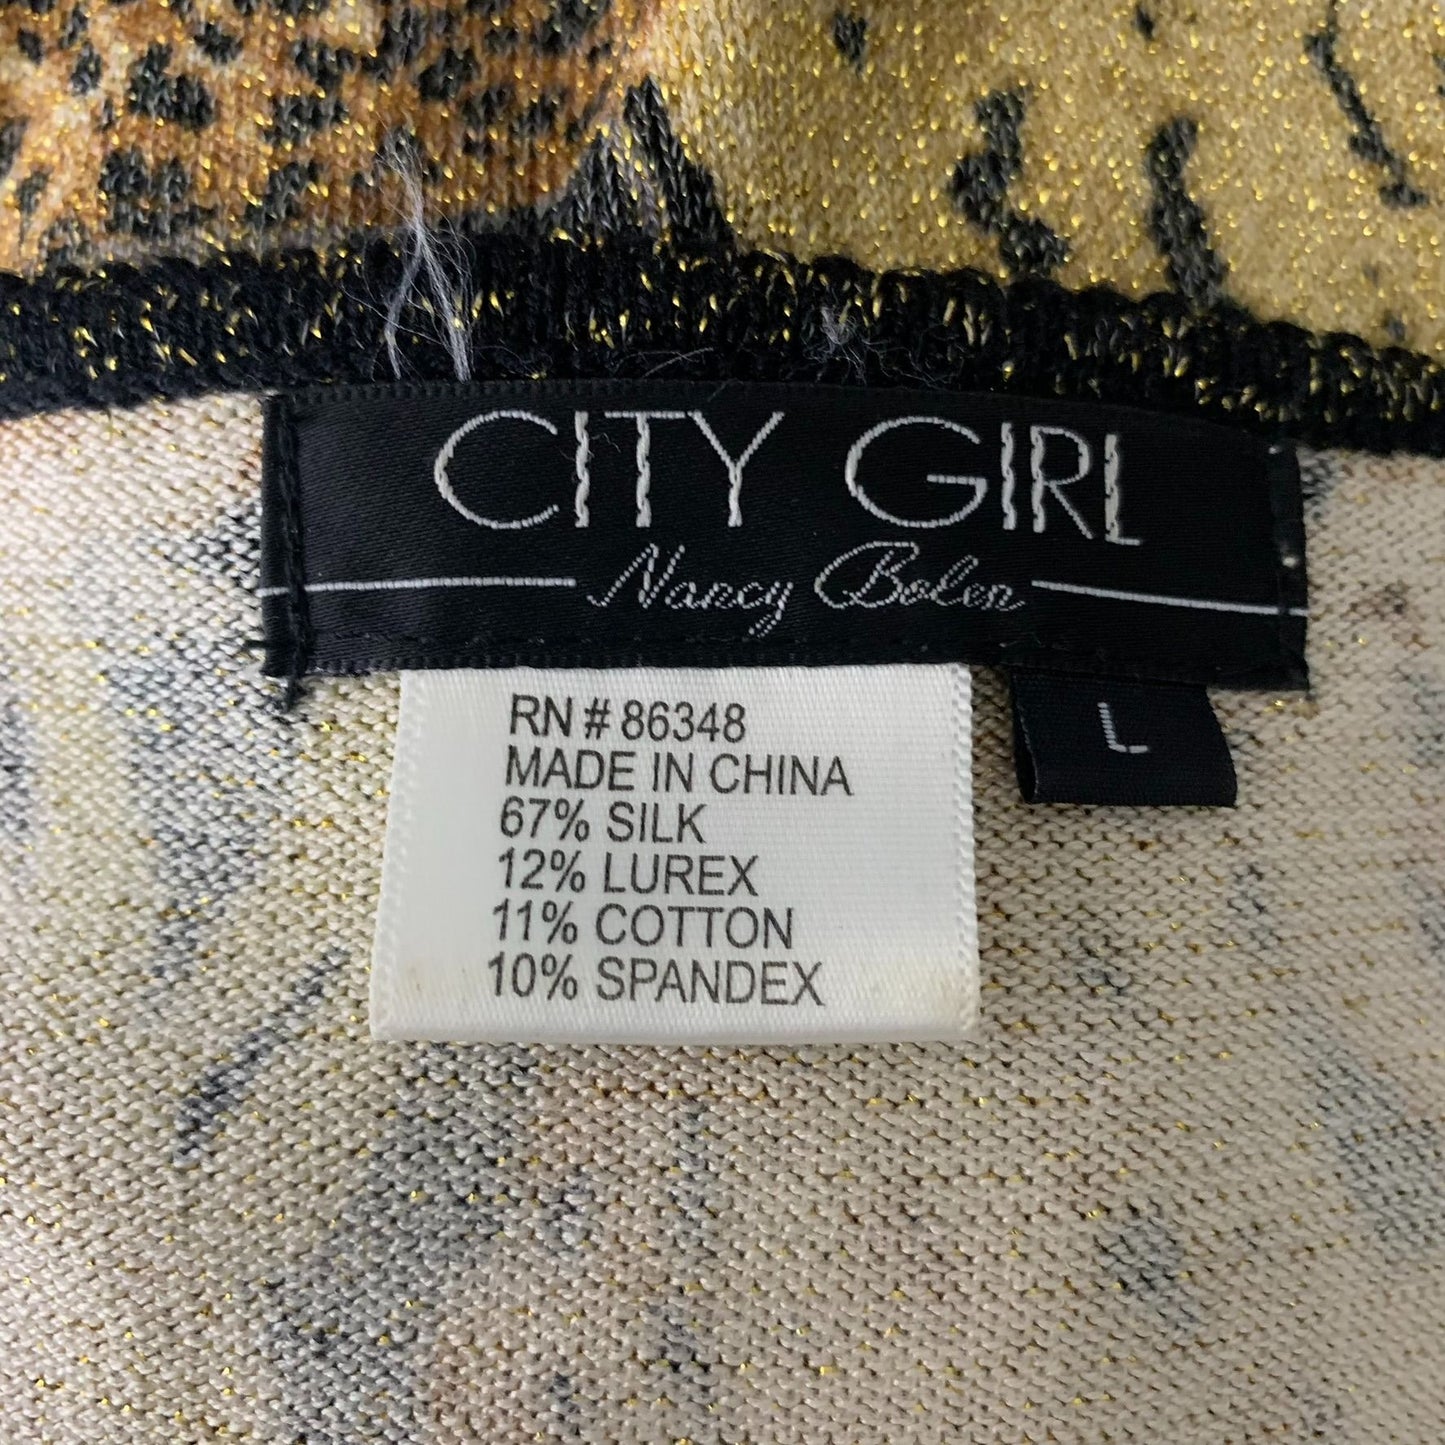 CITY GIRL
Nancy Bolen
L
RN # 86348
MADE IN CHINA
67% SILK
12% LUREX
11% COTTON
10% SPANDEX